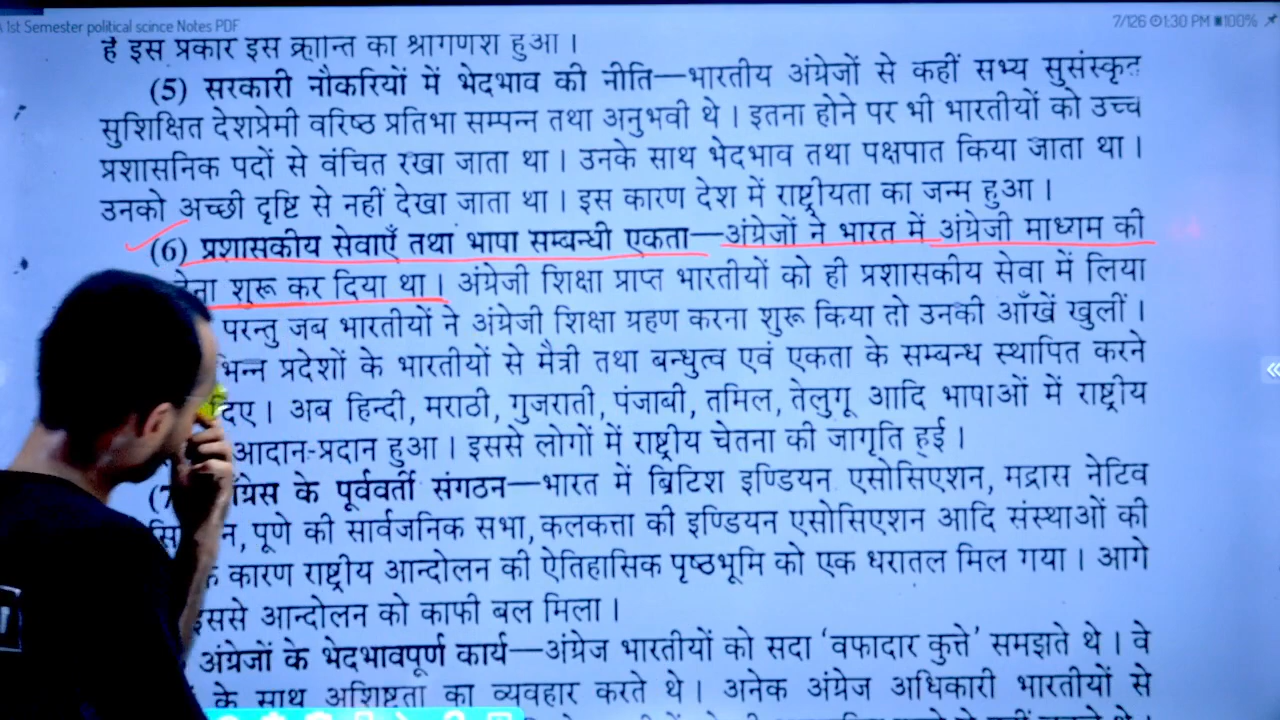 1st Semester political scince Notes PDF
7/126 1:30 PM 100%
है इस प्रकार इस क्रान्ति का श्रीगणेश हुआ ।
(5) सरकारी नौकरियों में भेदभाव की नीति—भारतीय अंग्रेजों से कहीं सभ्य सुसंस्कृत
सुशिक्षित देशप्रेमी वरिष्ठ प्रतिभा सम्पन्न तथा अनुभवी थे । इतना होने पर भी भारतीयों को उच्च
प्रशासनिक पदों से वंचित रखा जाता था । उनके साथ भेदभाव तथा पक्षपात किया जाता था ।
उनको अच्छी दृष्टि से नहीं देखा जाता था । इस कारण देश में राष्ट्रीयता का जन्म हुआ ।
(6) प्रशासकीय सेवाएँ तथा भाषा सम्बन्धी एकता—अंग्रेजों ने भारत में अंग्रेजी माध्यम की
शुरू कर दिया था । अंग्रेजी शिक्षा प्राप्त भारतीयों को ही प्रशासकीय सेवा में लिया
परन्तु जब भारतीयों ने अंग्रेजी शिक्षा ग्रहण करना शुरू किया तो उनकी आँखें खुलीं ।
प्रदेशों के भारतीयों से मैत्री तथा बन्धुत्व एवं एकता के सम्बन्ध स्थापित करने
दिए । अब हिन्दी, मराठी, गुजराती, पंजाबी, तमिल, तेलुगू आदि भाषाओं में राष्ट्रीय
आदान-प्रदान हुआ । इससे लोगों में राष्ट्रीय चेतना की जागृति हुई ।
के पूर्ववर्ती संगठन—भारत में ब्रिटिश इण्डियन एसोसिएशन, मद्रास नेटिव
पूणे की सार्वजनिक सभा, कलकत्ता की इण्डियन एसोसिएशन आदि संस्थाओं की
कारण राष्ट्रीय आन्दोलन की ऐतिहासिक पृष्ठभूमि को एक धरातल मिल गया । आगे
इससे आन्दोलन को काफी बल मिला ।
अंग्रेजों के भेदभावपूर्ण कार्य—अंग्रेज भारतीयों को सदा ‘वफादार कुत्ते’ समझते थे । वे
के साथ अशिष्टता का व्यवहार करते थे । अनेक अंग्रेज अधिकारी भारतीयों से